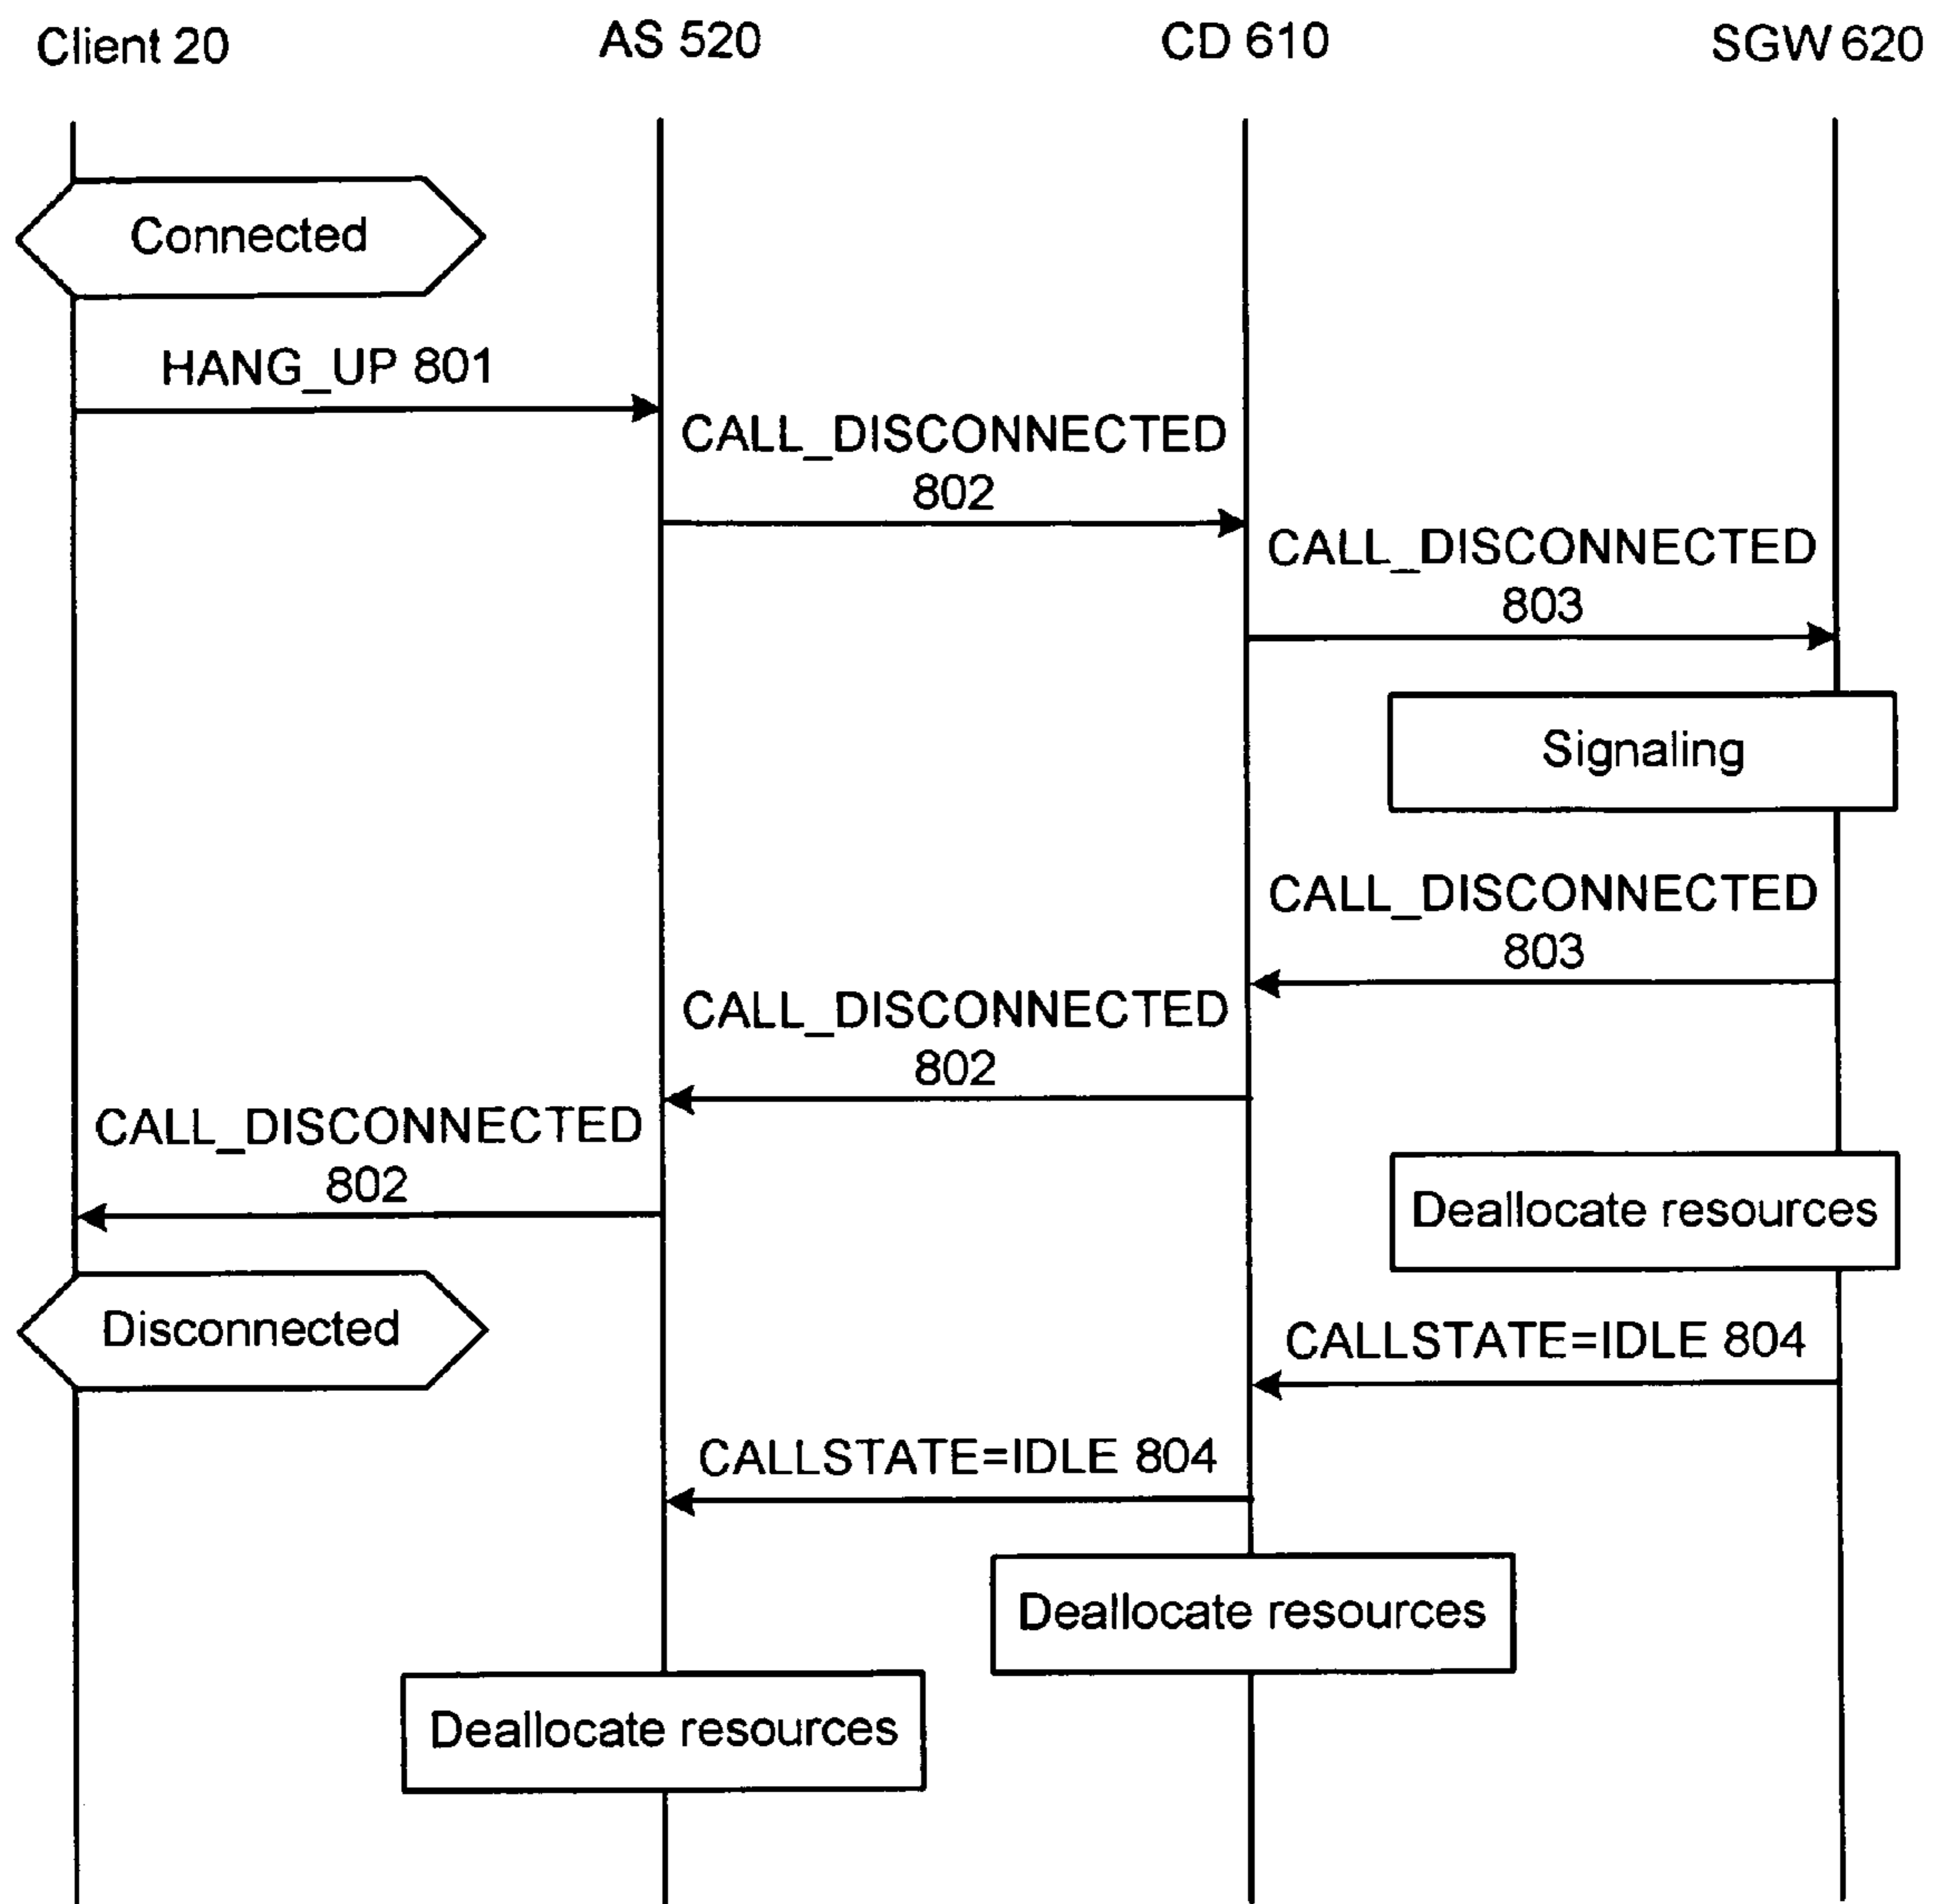 Client 20
AS 520
CD 610
SGW 620
Connected
HANG_UP 801
CALL_DISCONNECTED
802
CALL_DISCONNECTED
803
Signaling
CALL_DISCONNECTED
803
CALL_DISCONNECTED
802
CALL_DISCONNECTED
802
Deallocate resources
Disconnected
CALLSTATE=IDLE 804
CALLSTATE=IDLE 804
Deallocate resources
Deallocate resources